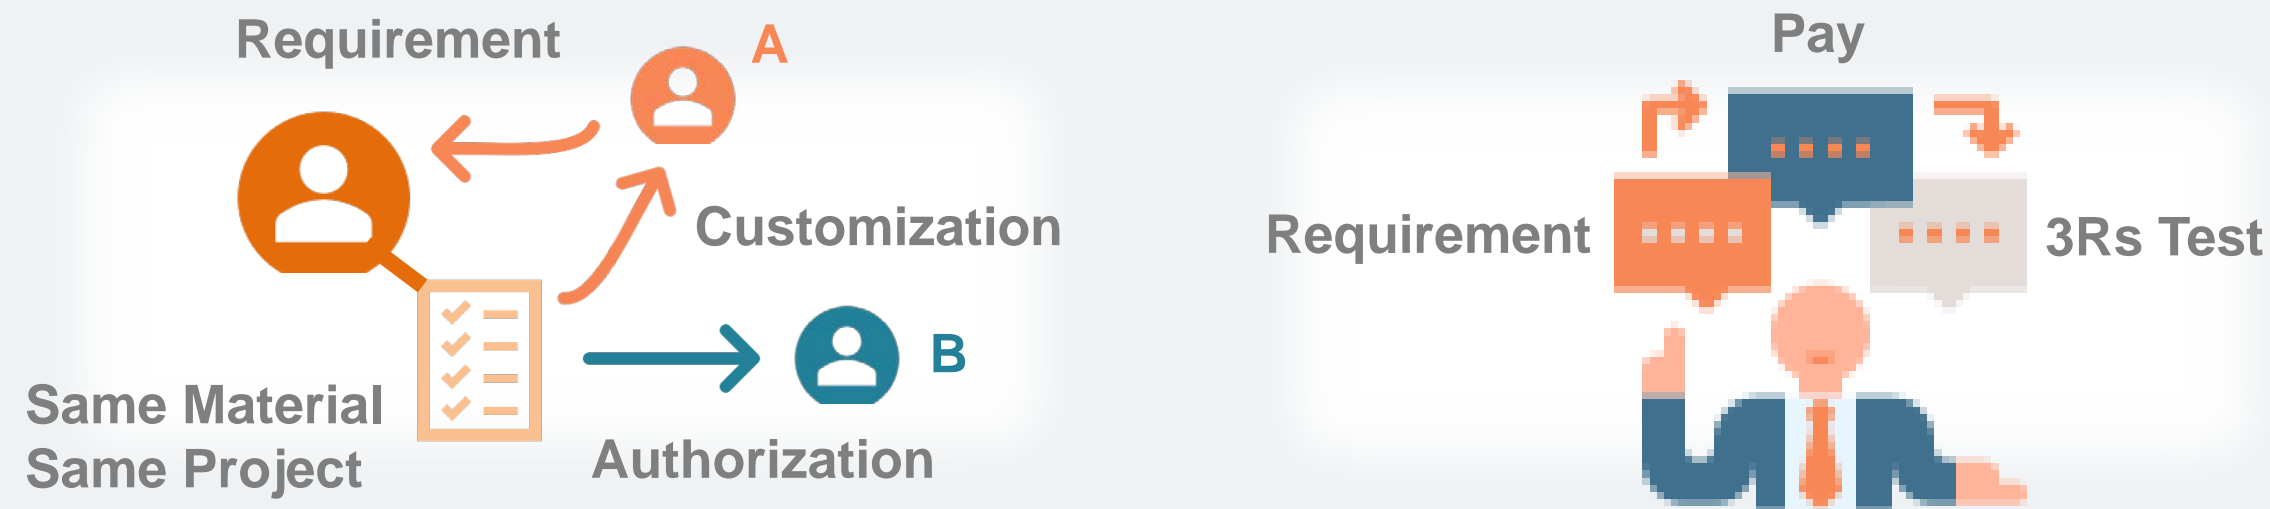 Requirement
A
Customization
B
Same Material
Same Project
Authorization
Pay
Requirement
3Rs Test